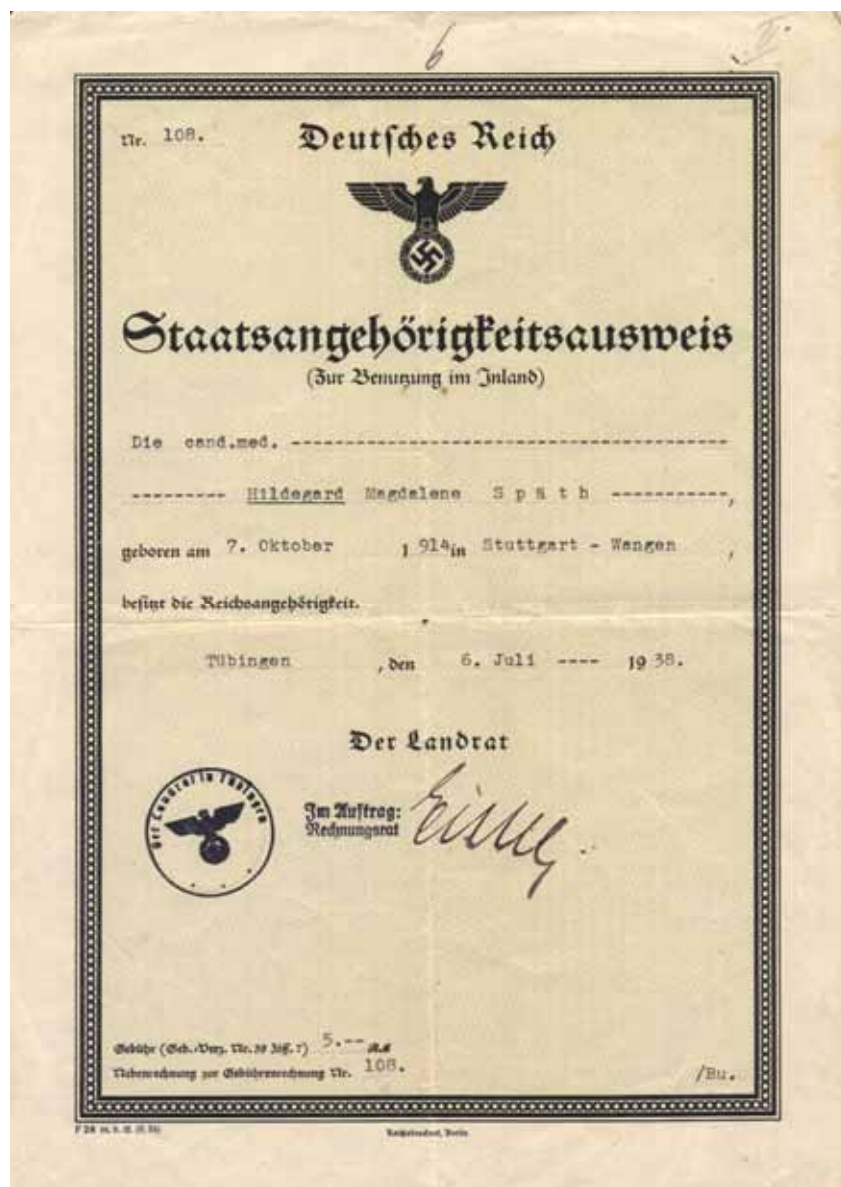 6
Nr. 108.
Deutsches Reich
Staatsangehörigkeitsausweis
(Zur Benutzung im Inland)
Die cand.med. ------------------------------------------
--------- Hildegard Magdalene Späth -----------,
geboren am 7. Oktober 1914 in Stuttgart - Wangen ,
besitzt die Reichsangehörigkeit.
Tübingen , den 6. Juli ---- 1938.
Der Landrat
Der Landrat in Tübingen
Im Auftrag:
Rechnungsrat
Gebühr (Geb.-Verz. Nr. 39 Ziff. 7) 5.-- RM
Nebenrechnung zur Gebührenrechnung Nr. 108.
/Bu.
Reichsdruckerei, Berlin